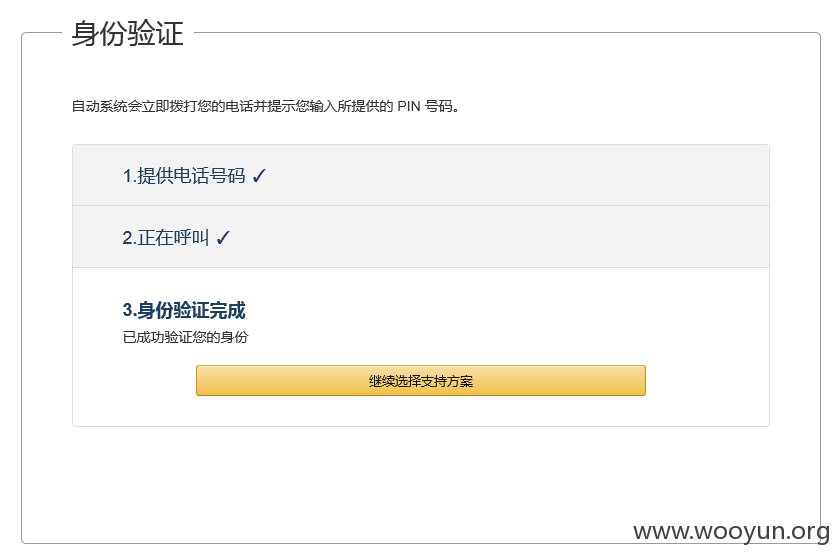 身份验证
自动系统会立即拨打您的电话并提示您输入所提供的 PIN 号码。
1.提供电话号码 ✓
2.正在呼叫 ✓
3.身份验证完成
已成功验证您的身份
继续选择支持方案
www.wooyun.org